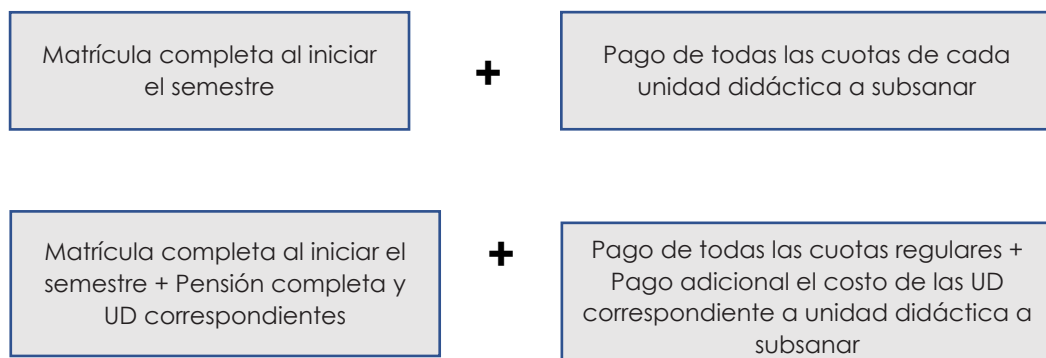 Matrícula completa al iniciar
el semestre
+
Pago de todas las cuotas de cada
unidad didáctica a subsanar
Matrícula completa al iniciar el
semestre + Pensión completa y
UD correspondientes
+
Pago de todas las cuotas regulares +
Pago adicional el costo de las UD
correspondiente a unidad didáctica a
subsanar